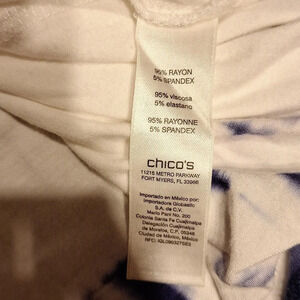 95% RAYON
5% SPANDEX
95% viscosa
5% elastano
95% RAYONNE
5% SPANDEX
chico's
11215 METRO PARKWAY
FORT MYERS, FL 33966
Importado en México por:
Importadora Globastic
S.A. de C.V.
Mario Pani No. 200
Colonia Santa Fe Cuajimalpa
Delegación Cuajimalpa
de Morelos, C.P. 05348
Ciudad de México, México